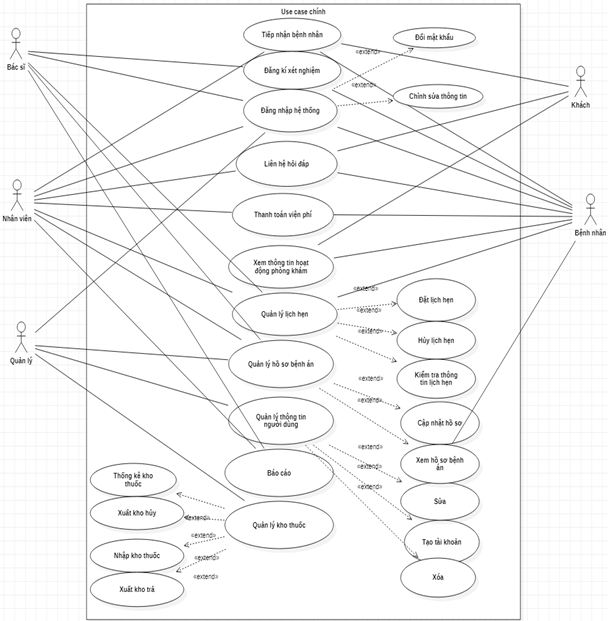 Use case chính
Tiếp nhận bệnh nhân
Đổi mật khẩu
«extend»
Bác sĩ
Đăng kí xét nghiệm
«extend»
Chỉnh sửa thông tin
Khách
Đăng nhập hệ thống
Liên hệ hỏi đáp
Nhân viên
Thanh toán viện phí
Bệnh nhân
Xem thông tin hoạt
động phòng khám
«extend»
Đặt lịch hẹn
Quản lý lịch hẹn
«extend»
«extend»
Hủy lịch hẹn
Quản lý
Quản lý hồ sơ bệnh án
Kiểm tra thông
tin lịch hẹn
«extend»
«extend»
Quản lý thông tin
người dùng
Cập nhật hồ sơ
«extend»
Xem hồ sơ bệnh
án
«extend»
Báo cáo
Thống kê kho
thuốc
«extend»
Sửa
Xuất kho hủy
«extend»
Quản lý kho thuốc
«extend»
Tạo tài khoản
Nhập kho thuốc
«extend»
«extend»
Xóa
Xuất kho trả